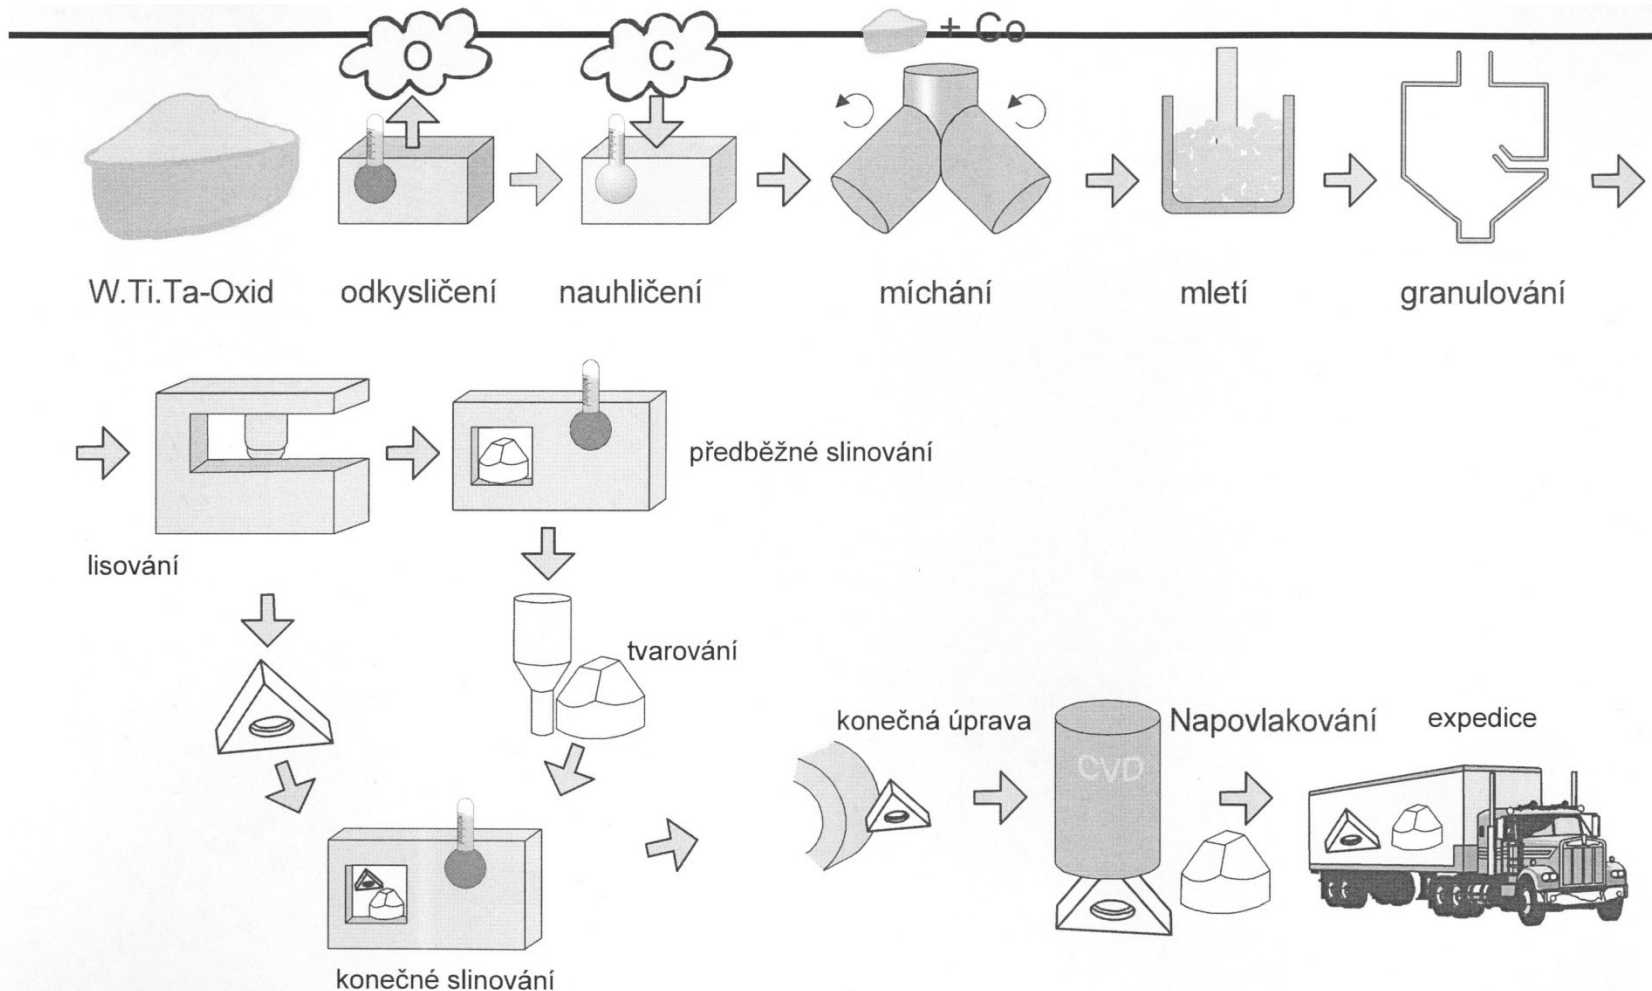 O
C
+ Co
W.Ti.Ta-Oxid
odkysličení
nauhličení
míchání
mletí
granulování
předběžné slinování
lisování
tvarování
konečná úprava
Napovlakování
expedice
CVD
konečné slinování